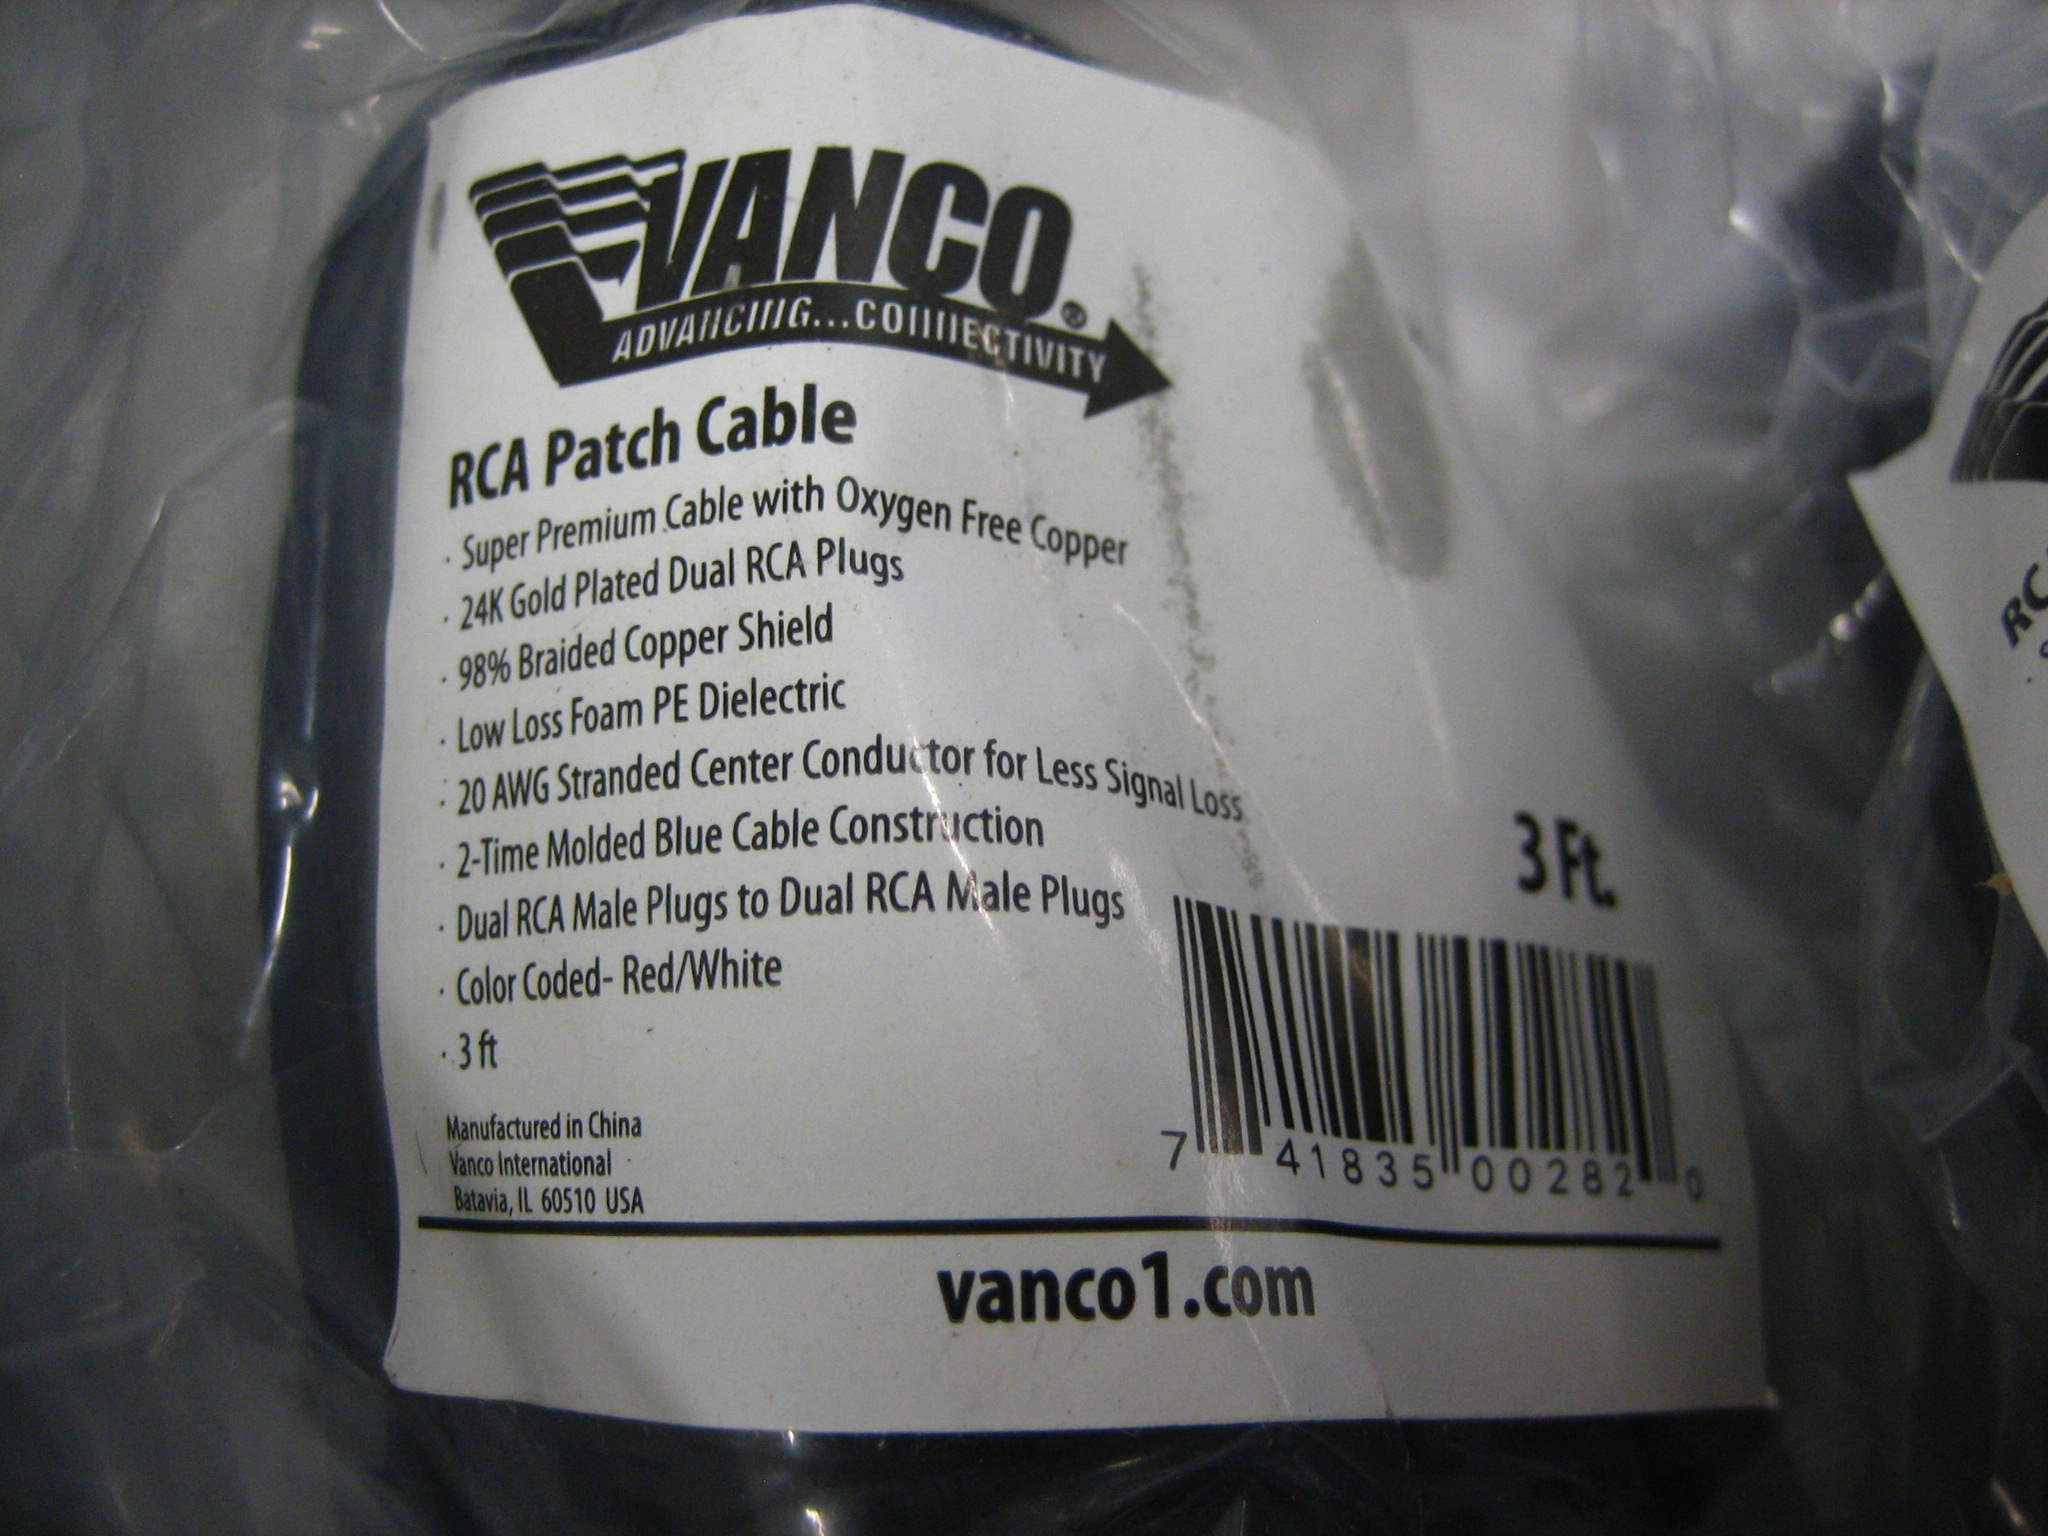 VANCO®
ADVANCING...CONNECTIVITY
RCA Patch Cable
· Super Premium Cable with Oxygen Free Copper
· 24K Gold Plated Dual RCA Plugs
· 98% Braided Copper Shield
· Low Loss Foam PE Dielectric
· 20 AWG Stranded Center Conductor for Less Signal Loss
· 2-Time Molded Blue Cable Construction
· Dual RCA Male Plugs to Dual RCA Male Plugs
· Color Coded- Red/White
· 3 ft
3 Ft.
7 41835 00282 0
Manufactured in China
Vanco International
Batavia, IL 60510 USA
vanco1.com